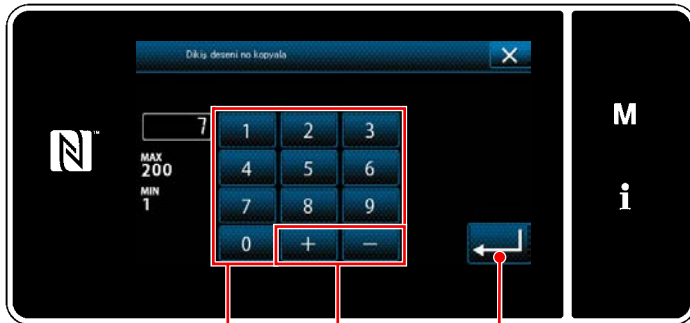 Dikiş deseni no kopyala
7
MAX
200
MIN
1
1 2 3
4 5 6
7 8 9
0 + −
M
i
N™